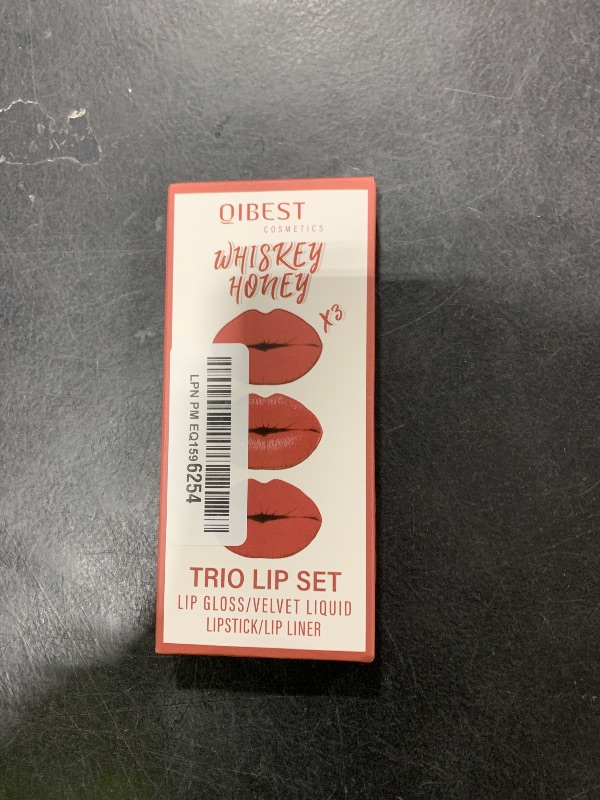 QIBEST
COSMETICS
WHISKEY
HONEY
X3
LPN PM EQ1596254
TRIO LIP SET
LIP GLOSS/VELVET LIQUID
LIPSTICK/LIP LINER